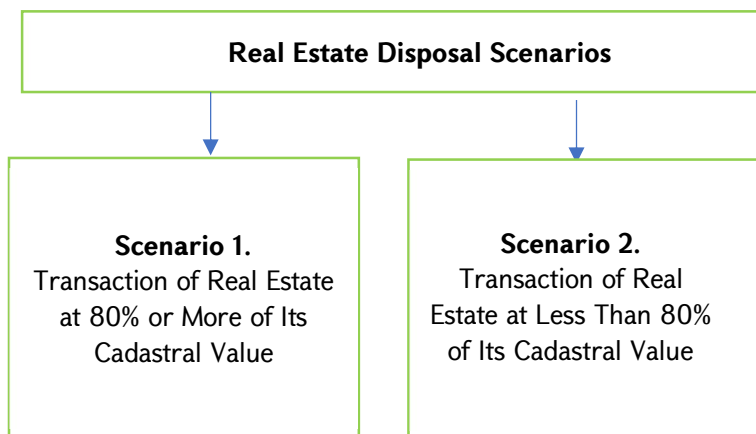 Real Estate Disposal Scenarios
Scenario 1.
Transaction of Real Estate
at 80% or More of Its
Cadastral Value
Scenario 2.
Transaction of Real
Estate at Less Than 80%
of Its Cadastral Value